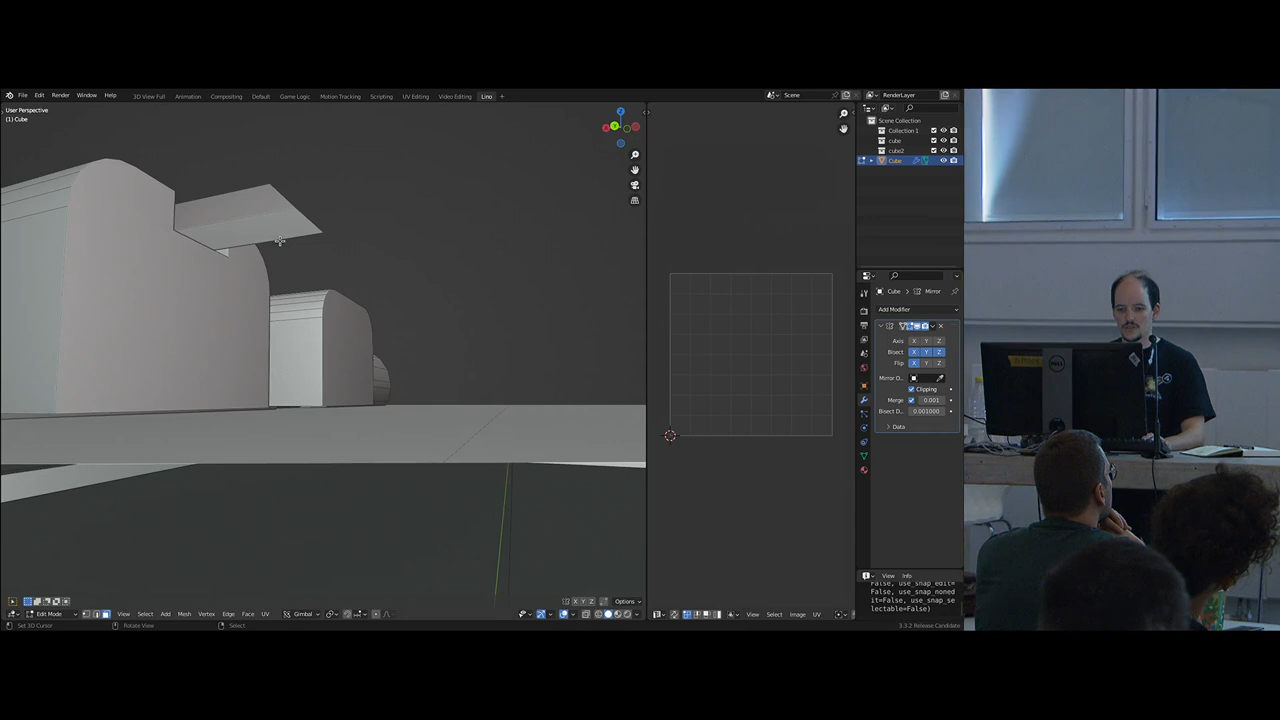 File Edit Render Window Help
3D View Full Animation Compositing Default Game Logic Motion Tracking Scripting UV Editing Video Editing Lino +
Scene
RenderLayer
User Perspective
(1) Cube
Z
Y
Scene Collection
Collection 1
cube
cube2
Cube
Cube > Mirror
Add Modifier
Axis X Y Z
Bisect X Y Z
Flip X Y Z
Mirror O..
Clipping
Merge 0.001
Bisect D.. 0.001000
> Data
View Info
False, use_snap_edit=
False, use_snap_noned
it=False, use_snap_se
lectable=False)
X Y Z
Options
Edit Mode View Select Add Mesh Vertex Edge Face UV Gimbal
View Select Image UV
Set 3D Cursor Rotate View Select
3.3.2 Release Candidate
DELL